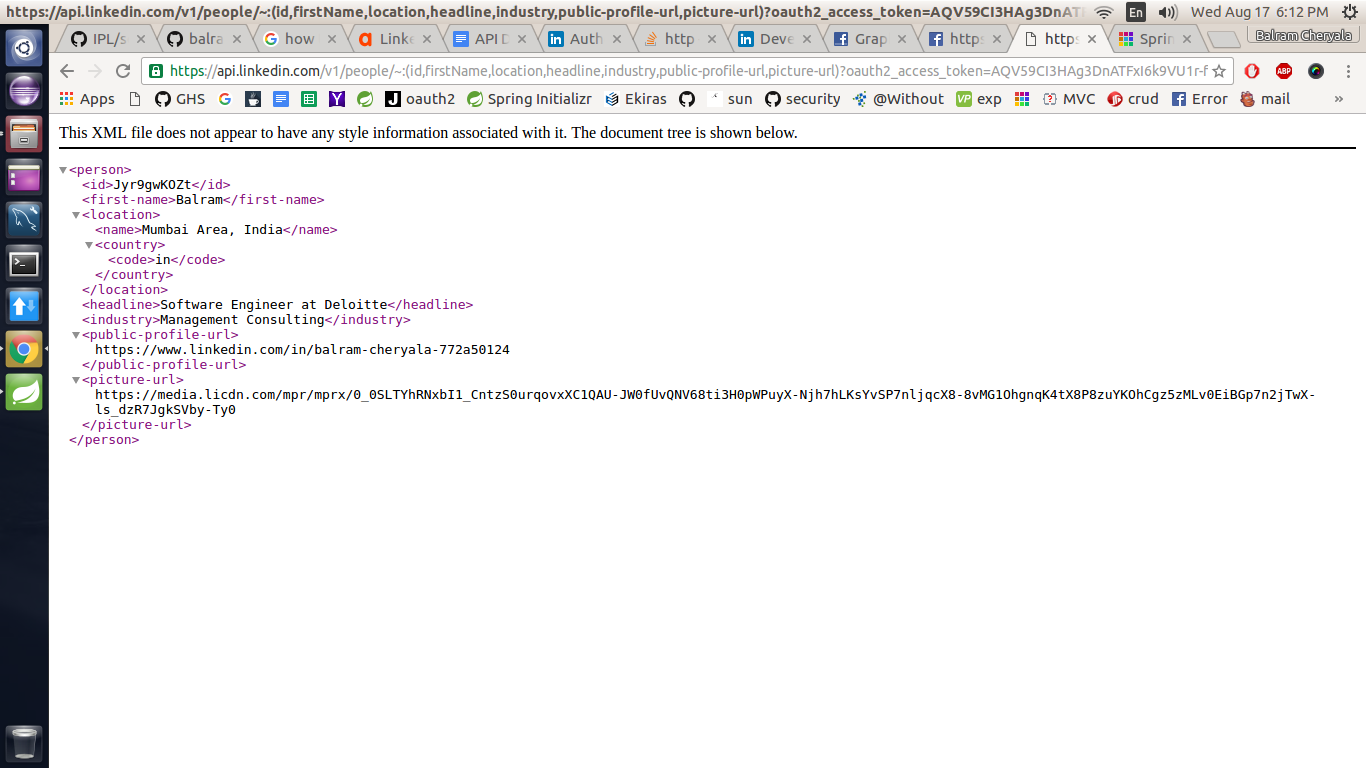 https://api.linkedin.com/v1/people/~:(id,firstName,location,headline,industry,public-profile-url,picture-url)?oauth2_access_token=AQV59CI3HAg3DnATF
En
Wed Aug 17 6:12 PM
IPL/s
balra
how
Linke
API D
Auth
http
Deve
Grap
https
https
Sprin
Balram Cheryala
https://api.linkedin.com/v1/people/~:(id,firstName,location,headline,industry,public-profile-url,picture-url)?oauth2_access_token=AQV59CI3HAg3DnATFxI6k9VU1r-f
ABP
Apps
GHS
oauth2
Spring Initializr
Ekiras
sun
security
@Without
exp
MVC
crud
Error
mail
»
This XML file does not appear to have any style information associated with it. The document tree is shown below.
<person>
<id>Jyr9gwKOZt</id>
<first-name>Balram</first-name>
<location>
<name>Mumbai Area, India</name>
<country>
<code>in</code>
</country>
</location>
<headline>Software Engineer at Deloitte</headline>
<industry>Management Consulting</industry>
<public-profile-url>
https://www.linkedin.com/in/balram-cheryala-772a50124
</public-profile-url>
<picture-url>
https://media.licdn.com/mpr/mprx/0_0SLTYhRNxbI1_CntzS0urqovxXC1QAU-JW0fUvQNV68ti3H0pWPuyX-Njh7hLKsYvSP7nljqcX8-8vMG1OhgnqK4tX8P8zuYKOhCgz5zMLv0EiBGp7n2jTwX-
ls_dzR7JgkSVby-Ty0
</picture-url>
</person>